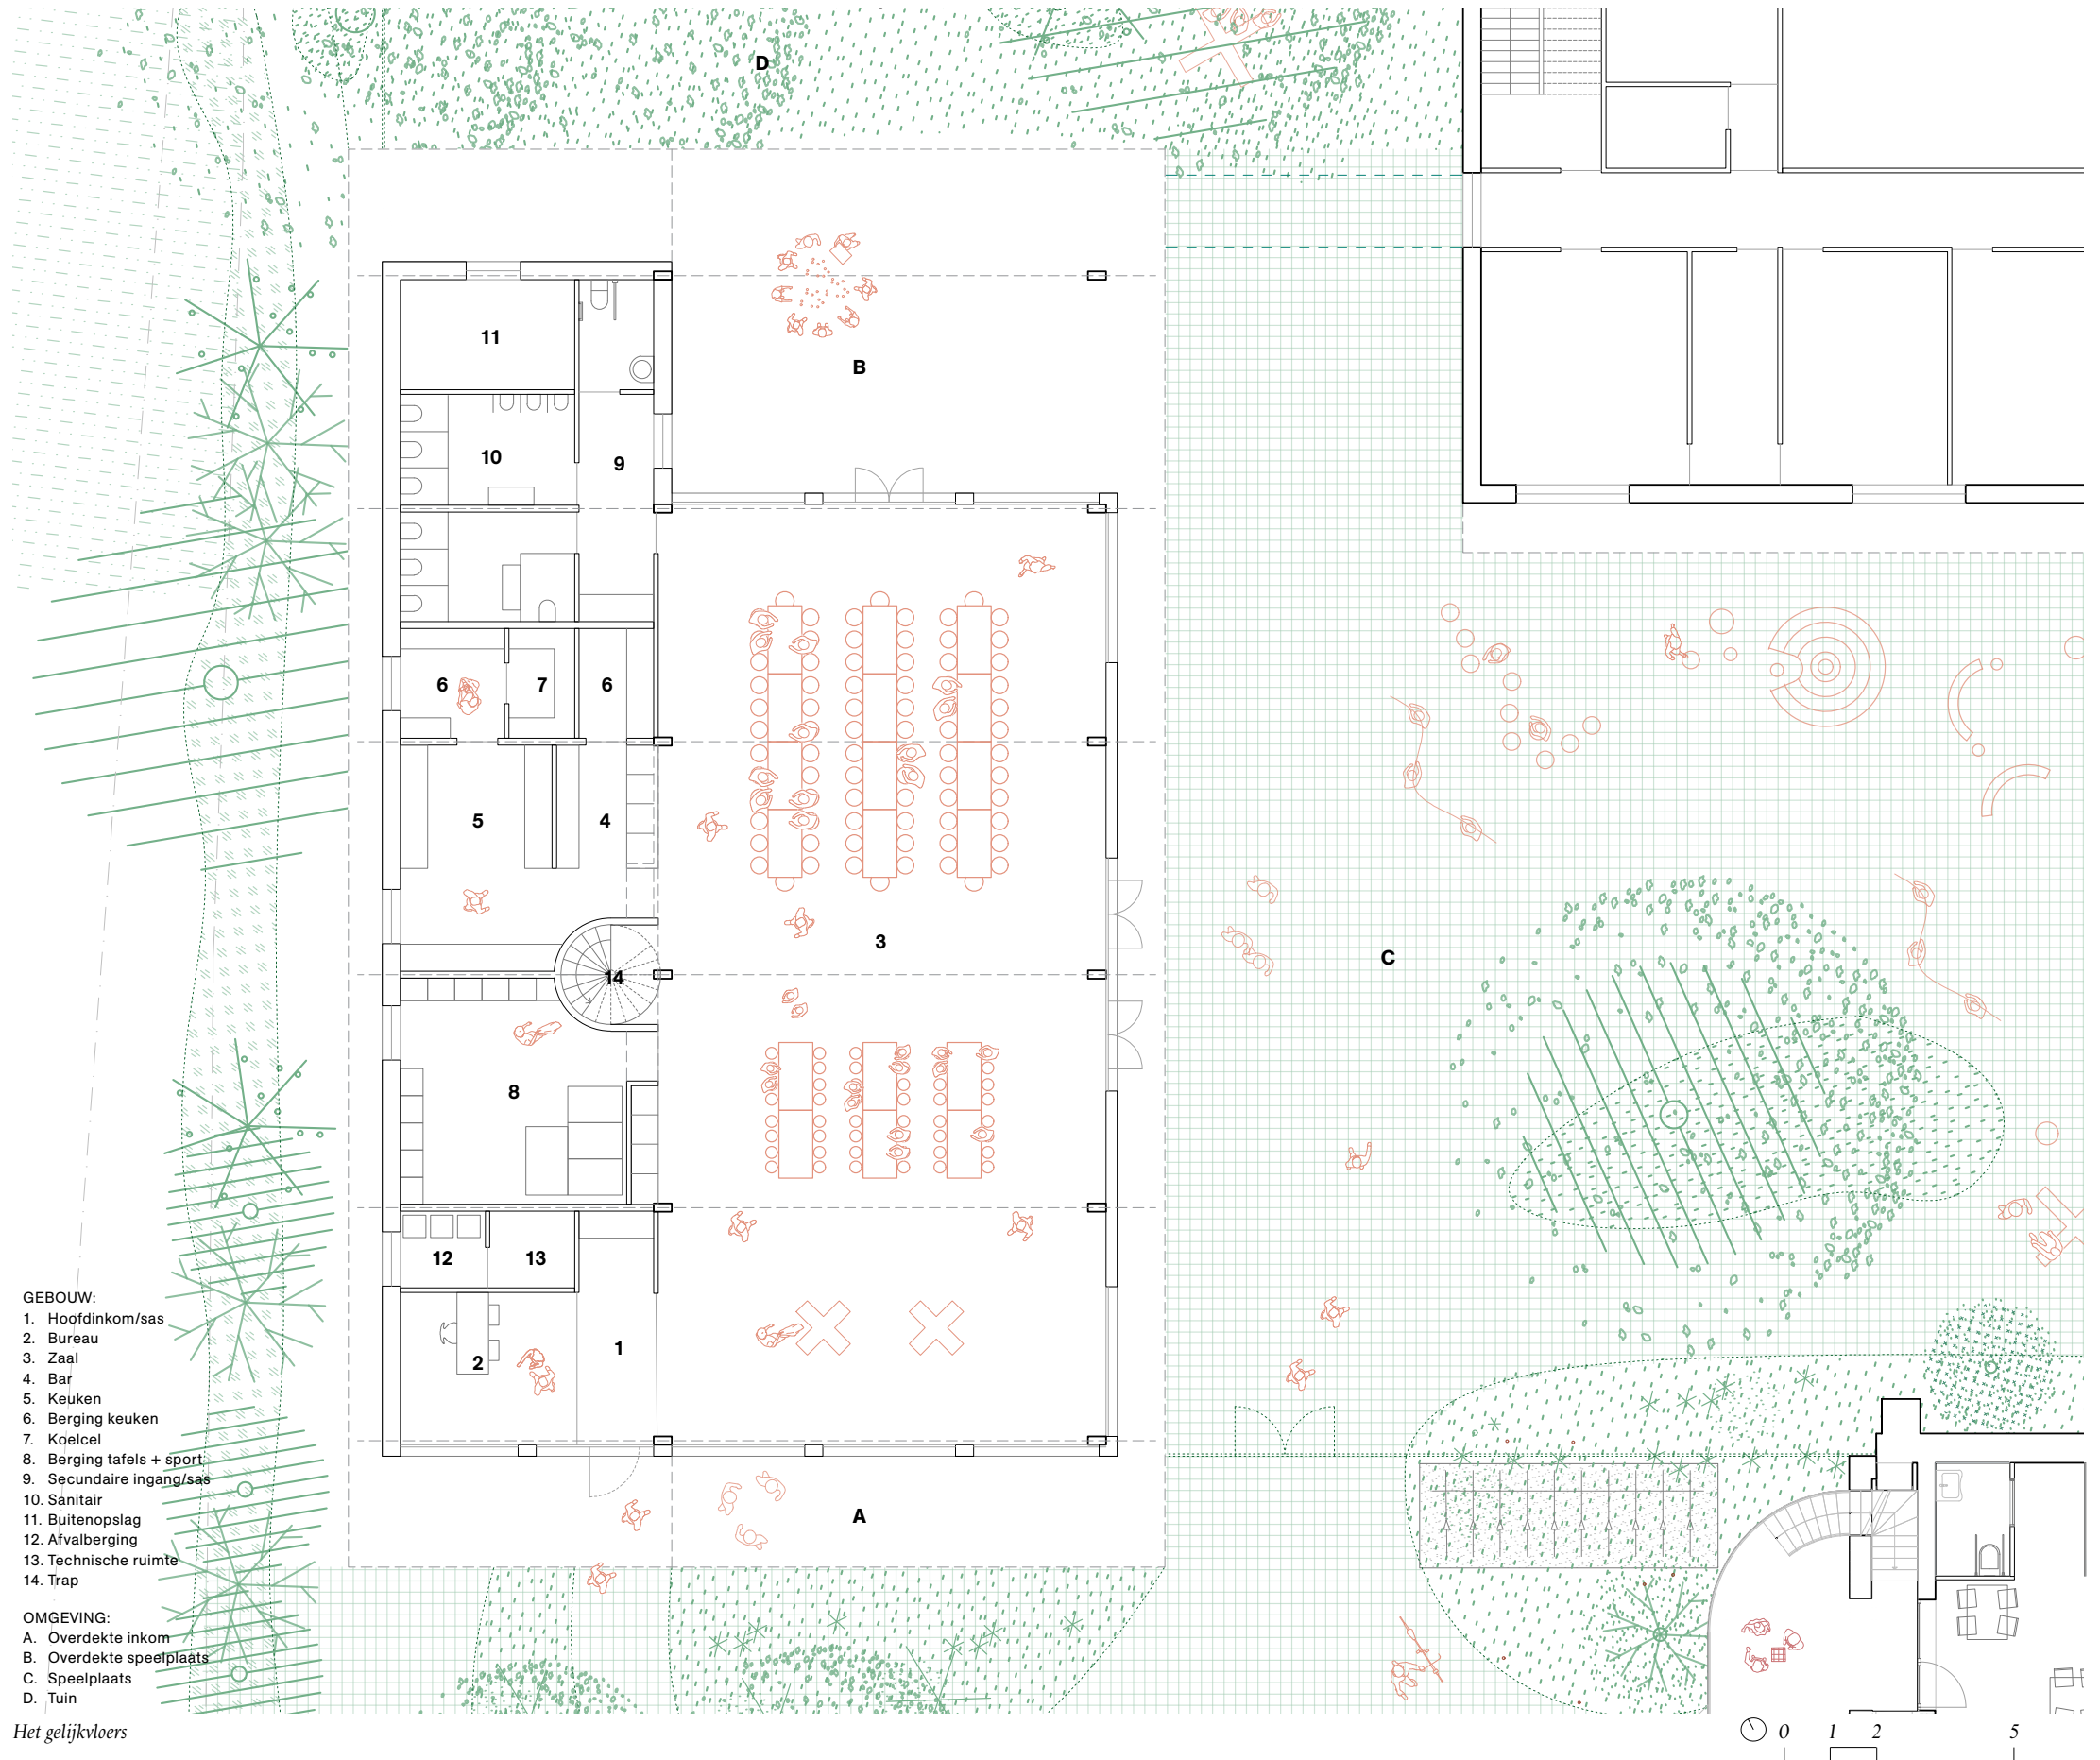 D
11
B
10
9
6
7
6
5
4
3
C
14
8
12
13
1
2
A
GEBOUW:
1. Hoofdinkom/sas
2. Bureau
3. Zaal
4. Bar
5. Keuken
6. Berging keuken
7. Koelcel
8. Berging tafels + sport
9. Secundaire ingang/sas
10. Sanitair
11. Buitenopslag
12. Afvalberging
13. Technische ruimte
14. Trap
OMGEVING:
A. Overdekte inkom
B. Overdekte speelplaats
C. Speelplaats
D. Tuin
Het gelijkvloers
0 1 2 5